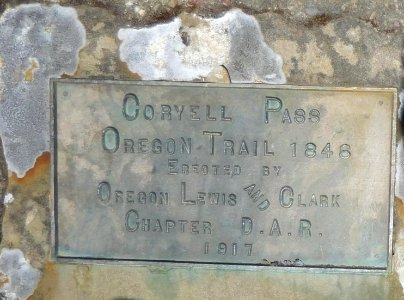 CORYELL PASS
OREGON TRAIL 1848
ERECTED BY
OREGON LEWIS AND CLARK
CHAPTER D.A.R.
1917